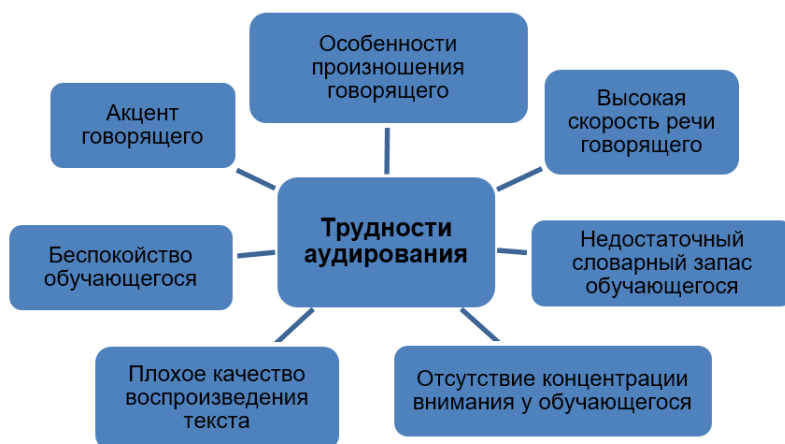 Особенности
произношения
говорящего
Акцент
говорящего
Высокая
скорость речи
говорящего
Трудности
аудирования
Беспокойство
обучающегося
Недостаточный
словарный запас
обучающегося
Плохое качество
воспроизведения
текста
Отсутствие концентрации
внимания у обучающегося